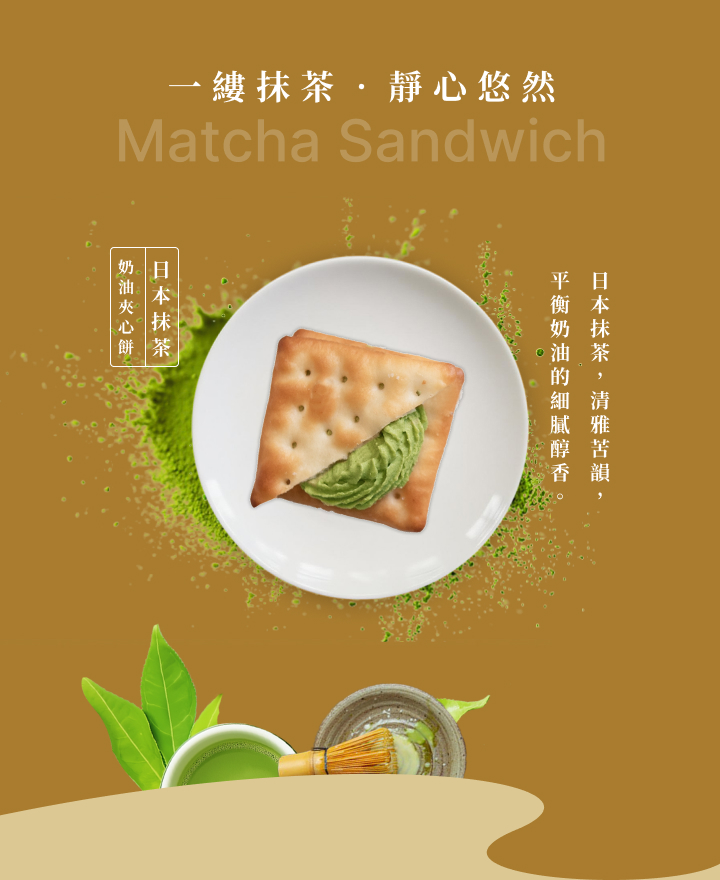 一縷抹茶·靜心悠然
Matcha Sandwich
日本抹茶
奶油夾心餅
日本抹茶，清雅苦韻，
平衡奶油的細膩醇香。